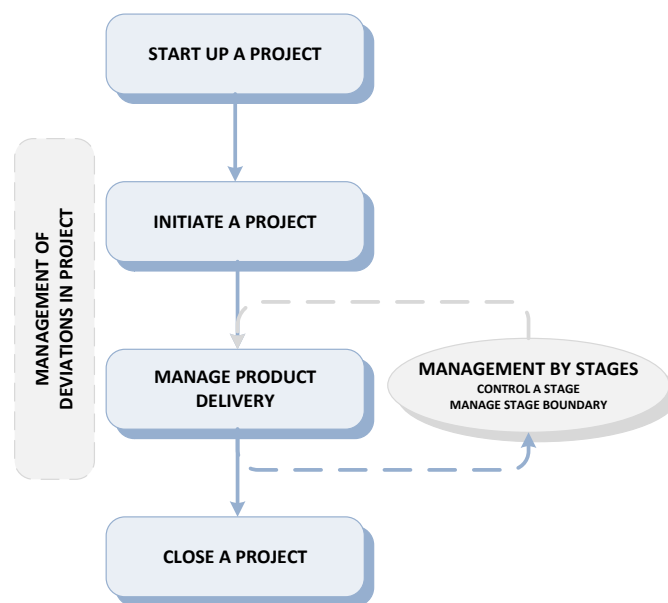 START UP A PROJECT
MANAGEMENT OF
DEVIATIONS IN PROJECT
INITIATE A PROJECT
MANAGE PRODUCT
DELIVERY
MANAGEMENT BY STAGES
CONTROL A STAGE
MANAGE STAGE BOUNDARY
CLOSE A PROJECT